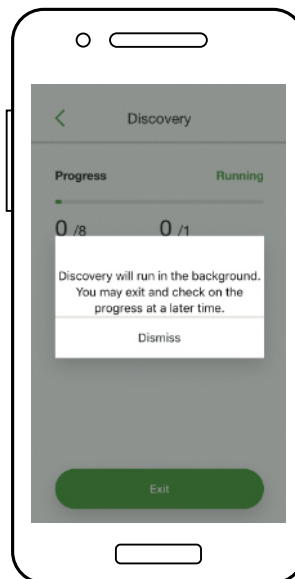 Discovery
Progress Running
0 /8 0 /1
Discovery will run in the background.
You may exit and check on the
progress at a later time.
Dismiss
Exit